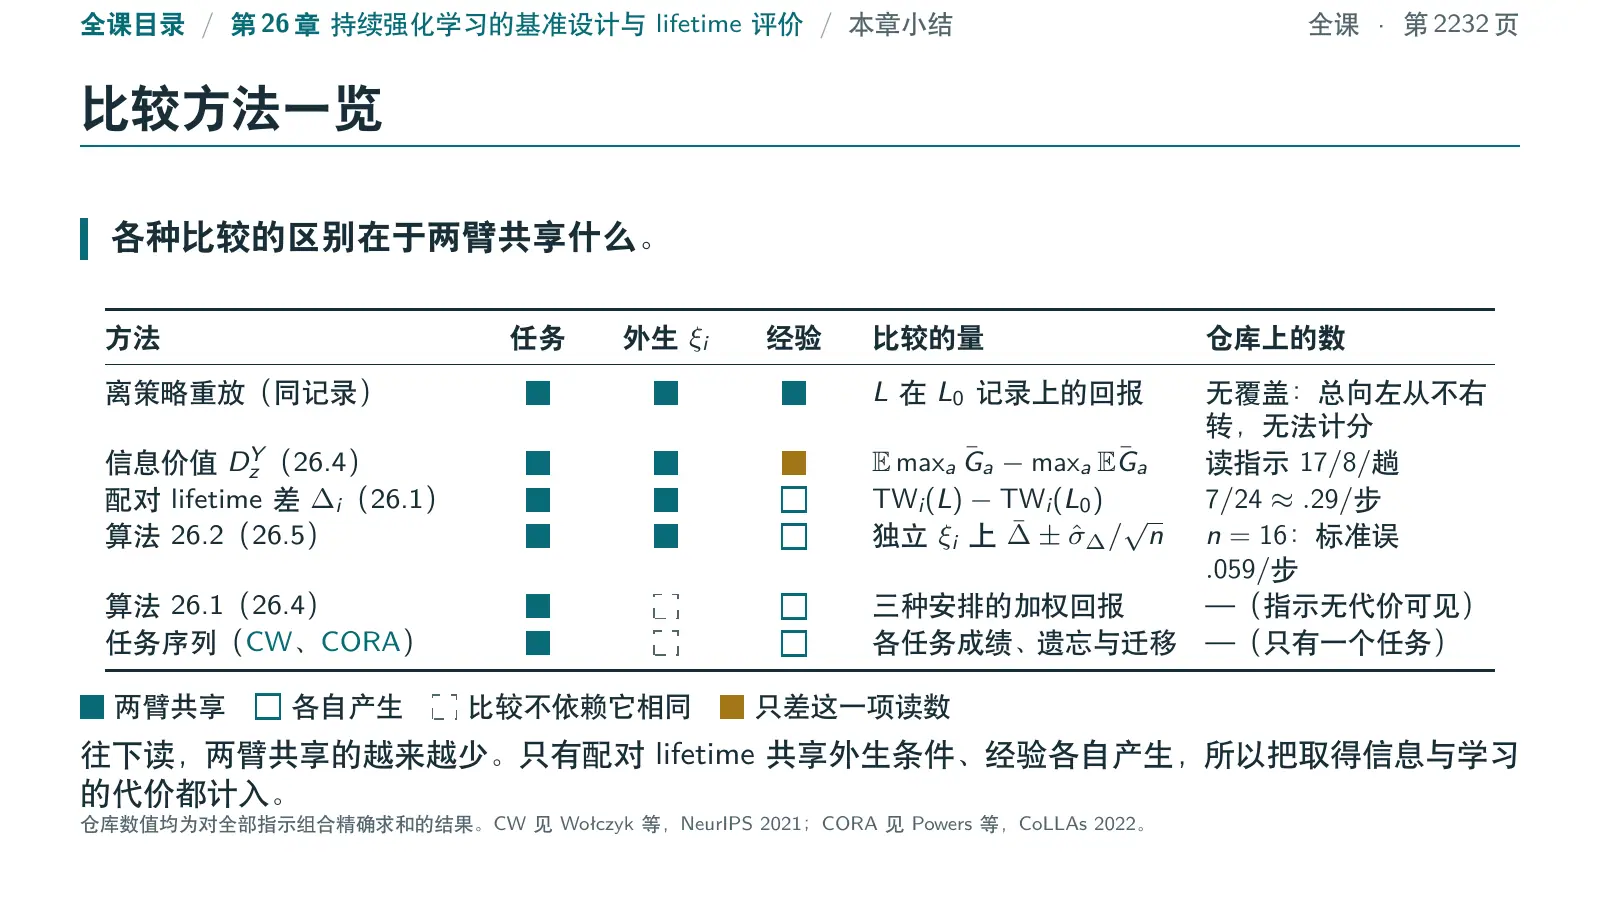 全课目录 / 第 26 章 持续强化学习的基准设计与 lifetime 评价 / 本章小结
全课 · 第 2232 页
比较方法一览
各种比较的区别在于两臂共享什么。
方法 任务 外生 ξᵢ 经验 比较的量 仓库上的数
离策略重放（同记录） L 在 L₀ 记录上的回报 无覆盖：总向左从不右
转，无法计分
信息价值 D_z^Y（26.4） 𝔼 maxₐ Ḡₐ − maxₐ 𝔼Ḡₐ 读指示 17/8/趟
配对 lifetime 差 Δᵢ（26.1） TWᵢ(L) − TWᵢ(L₀) 7/24 ≈ .29/步
算法 26.2（26.5） 独立 ξᵢ 上 Δ̄ ± σ̂_Δ/√n n = 16：标准误
.059/步
算法 26.1（26.4） 三种安排的加权回报 —（指示无代价可见）
任务序列（CW、CORA） 各任务成绩、遗忘与迁移 —（只有一个任务）
两臂共享 各自产生 比较不依赖它相同 只差这一项读数
往下读，两臂共享的越来越少。只有配对 lifetime 共享外生条件、经验各自产生，所以把取得信息与学习
的代价都计入。
仓库数值均为对全部指示组合精确求和的结果。CW 见 Wołczyk 等，NeurIPS 2021；CORA 见 Powers 等，CoLLAs 2022。